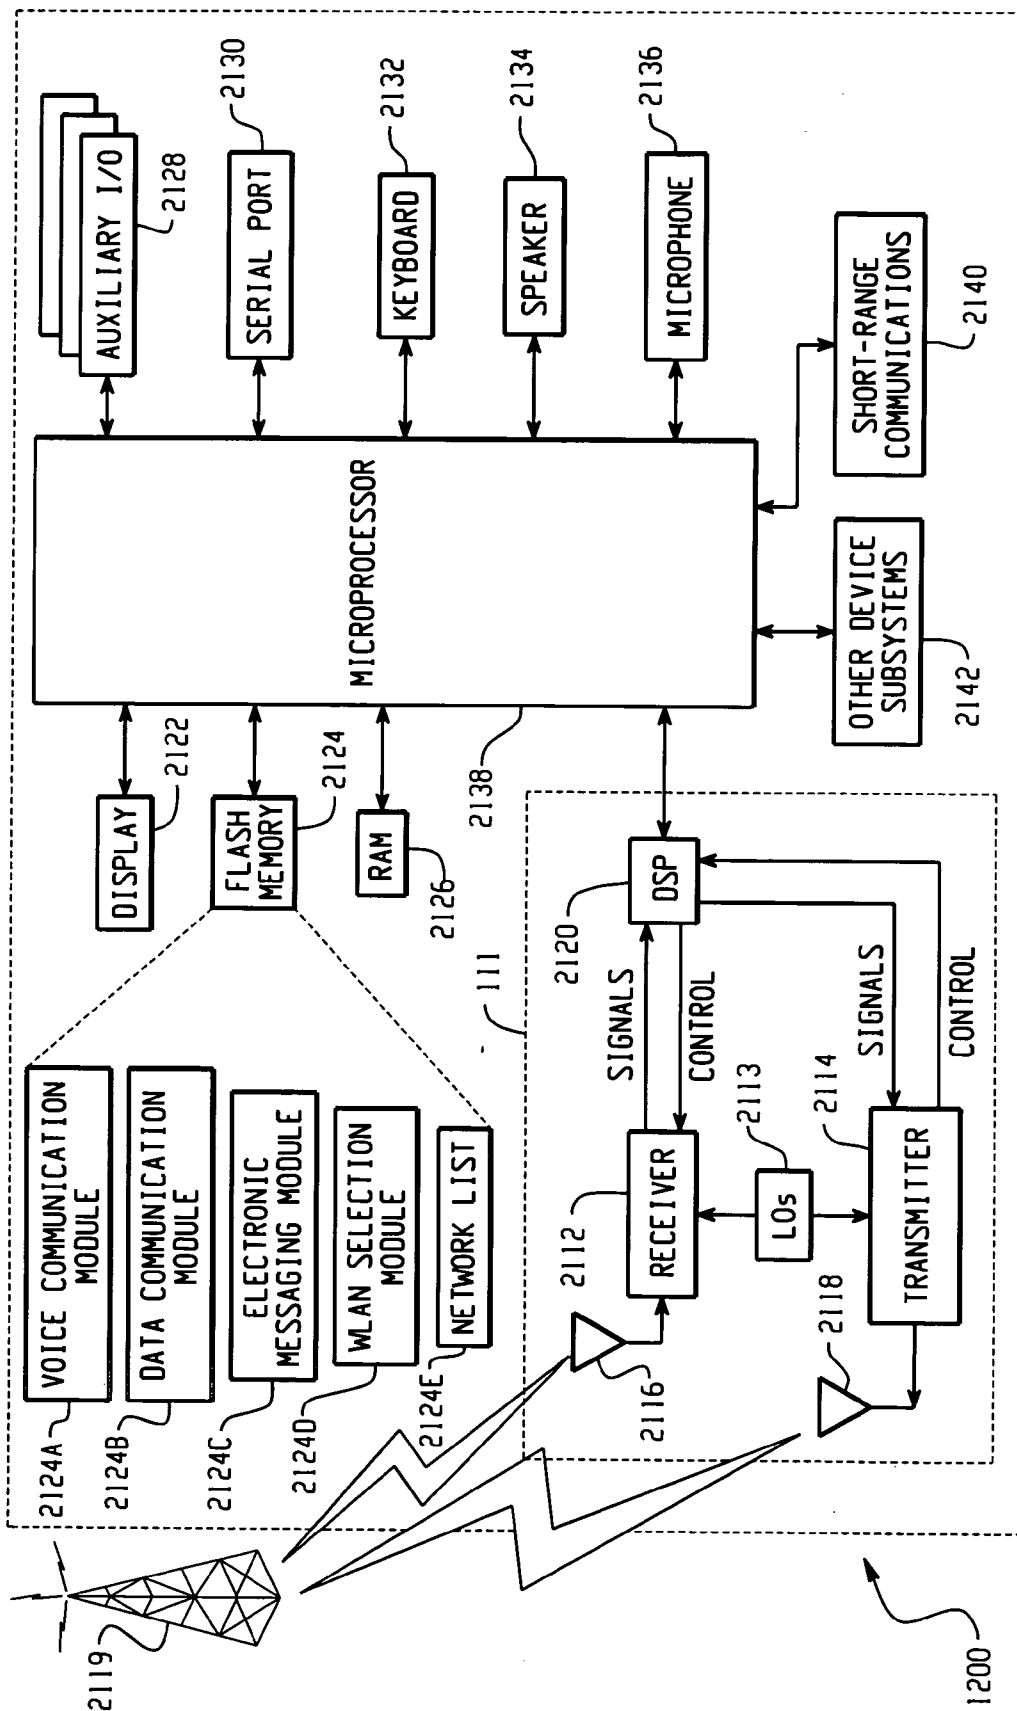 2119
2124A
VOICE COMMUNICATION
MODULE
2124B
DATA COMMUNICATION
MODULE
2124C
ELECTRONIC
MESSAGING MODULE
2124D
WLAN SELECTION
MODULE
2124E
NETWORK LIST
DISPLAY
2122
FLASH
MEMORY
2124
RAM
2126
2138
MICROPROCESSOR
AUXILIARY I/O
2128
SERIAL PORT
2130
KEYBOARD
2132
SPEAKER
2134
MICROPHONE
2136
SHORT-RANGE
COMMUNICATIONS
2140
OTHER DEVICE
SUBSYSTEMS
2142
111
2116
2112
RECEIVER
SIGNALS
CONTROL
2120
DSP
LOs
2113
2118
TRANSMITTER
2114
SIGNALS
CONTROL
1200